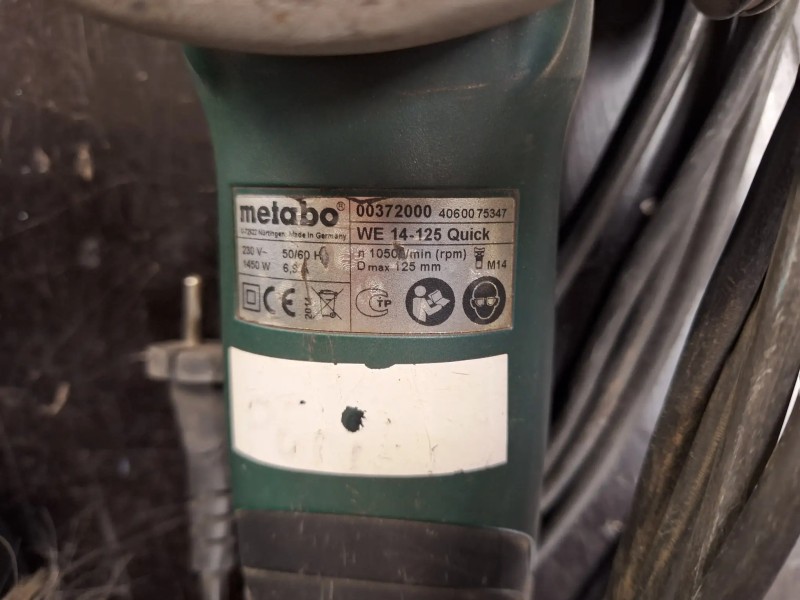 metabo®
D-72622 Nürtingen, Made in Germany
230 V~ 50/60 H
1450 W 6,
2014
00372000 4060075347
WE 14-125 Quick
n 10500/min (rpm)
D max 125 mm
M14
TP